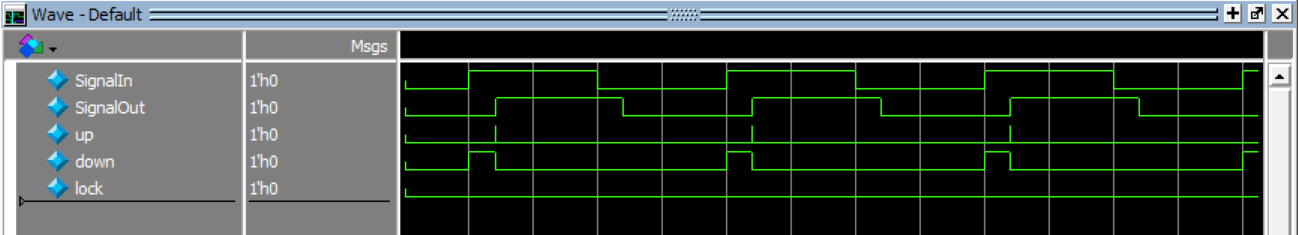 Wave - Default
Msgs
SignalIn 1'h0
SignalOut 1'h0
up 1'h0
down 1'h0
lock 1'h0